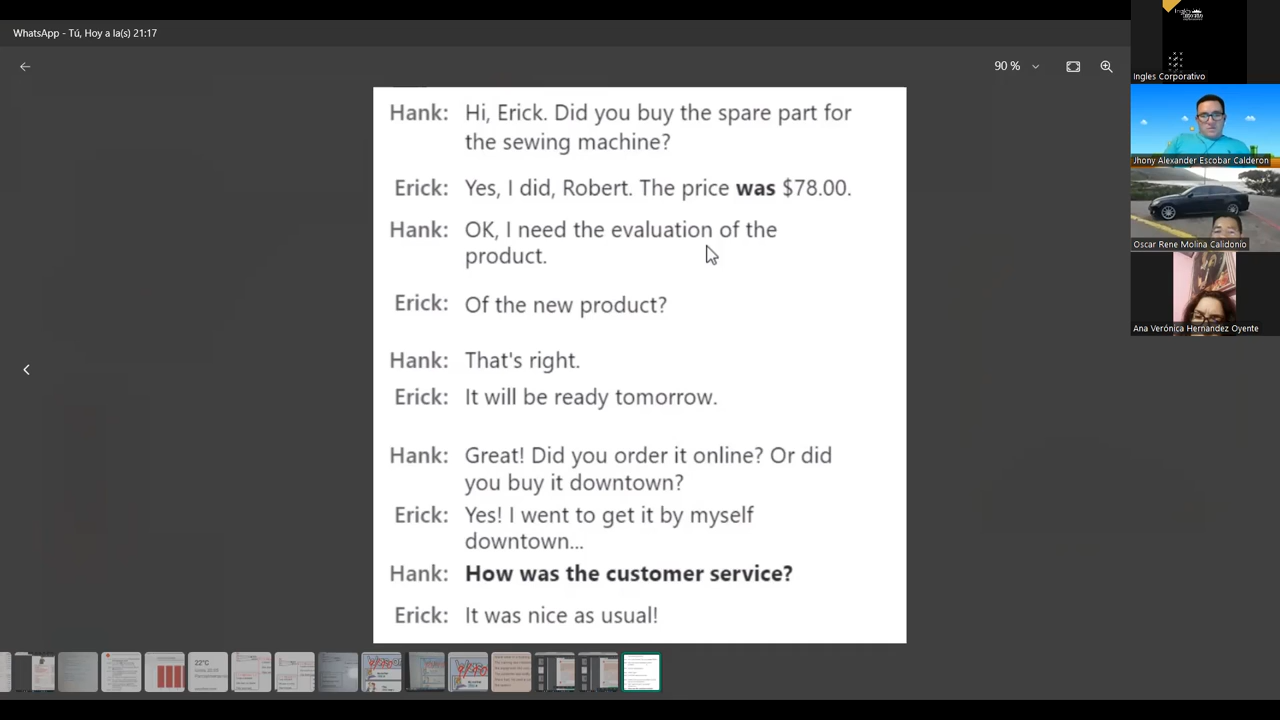 WhatsApp - Tú, Hoy a la(s) 21:17
90 %
Hank: Hi, Erick. Did you buy the spare part for
the sewing machine?
Erick: Yes, I did, Robert. The price was $78.00.
Hank: OK, I need the evaluation of the
product.
Erick: Of the new product?
Hank: That's right.
Erick: It will be ready tomorrow.
Hank: Great! Did you order it online? Or did
you buy it downtown?
Erick: Yes! I went to get it by myself
downtown...
Hank: How was the customer service?
Erick: It was nice as usual!
Ingles Corporativo
Jhony Alexander Escobar Calderon
Oscar Rene Molina Calidonio
Ana Verónica Hernandez Oyente
22°C